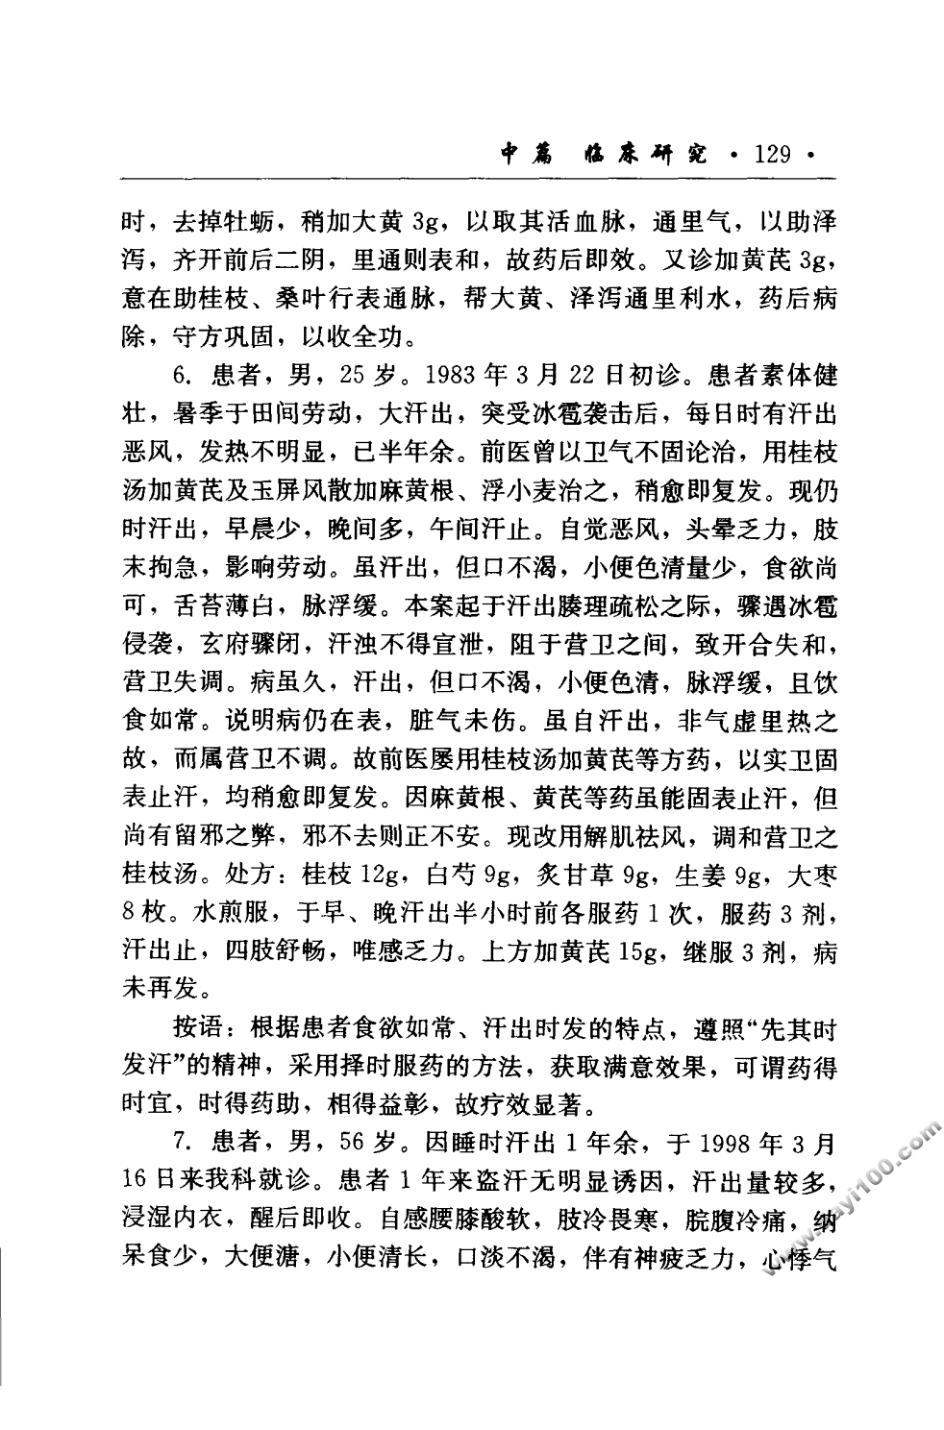 中篇 临床研究 · 129 ·
时，去掉牡蛎，稍加大黄 3g，以取其活血脉，通里气，以助泽
泻，齐开前后二阴，里通则表和，故药后即效。又诊加黄芪 3g，
意在助桂枝、桑叶行表通脉，帮大黄、泽泻通里利水，药后病
除，守方巩固，以收全功。
6．患者，男，25 岁。1983 年 3 月 22 日初诊。患者素体健
壮，暑季于田间劳动，大汗出，突受冰雹袭击后，每日时有汗出
恶风，发热不明显，已半年余。前医曾以卫气不固论治，用桂枝
汤加黄芪及玉屏风散加麻黄根、浮小麦治之，稍愈即复发。现仍
时汗出，早晨少，晚间多，午间汗止。自觉恶风，头晕乏力，肢
末拘急，影响劳动。虽汗出，但口不渴，小便色清量少，食欲尚
可，舌苔薄白，脉浮缓。本案起于汗出腠理疏松之际，骤遇冰雹
侵袭，玄府骤闭，汗浊不得宣泄，阻于营卫之间，致开合失和，
营卫失调。病虽久，汗出，但口不渴，小便色清，脉浮缓，且饮
食如常。说明病仍在表，脏气未伤。虽自汗出，非气虚里热之
故，而属营卫不调。故前医屡用桂枝汤加黄芪等方药，以实卫固
表止汗，均稍愈即复发。因麻黄根、黄芪等药虽能固表止汗，但
尚有留邪之弊，邪不去则正不安。现改用解肌祛风，调和营卫之
桂枝汤。处方：桂枝 12g，白芍 9g，炙甘草 9g，生姜 9g，大枣
8 枚。水煎服，于早、晚汗出半小时前各服药 1 次，服药 3 剂，
汗出止，四肢舒畅，唯感乏力。上方加黄芪 15g，继服 3 剂，病
未再发。
按语：根据患者食欲如常、汗出时发的特点，遵照“先其时
发汗”的精神，采用择时服药的方法，获取满意效果，可谓药得
时宜，时得药助，相得益彰，故疗效显著。
7．患者，男，56 岁。因睡时汗出 1 年余，于 1998 年 3 月
16 日来我科就诊。患者 1 年来盗汗无明显诱因，汗出量较多，
浸湿内衣，醒后即收。自感腰膝酸软，肢冷畏寒，脘腹冷痛，纳
呆食少，大便溏，小便清长，口淡不渴，伴有神疲乏力，心悸气